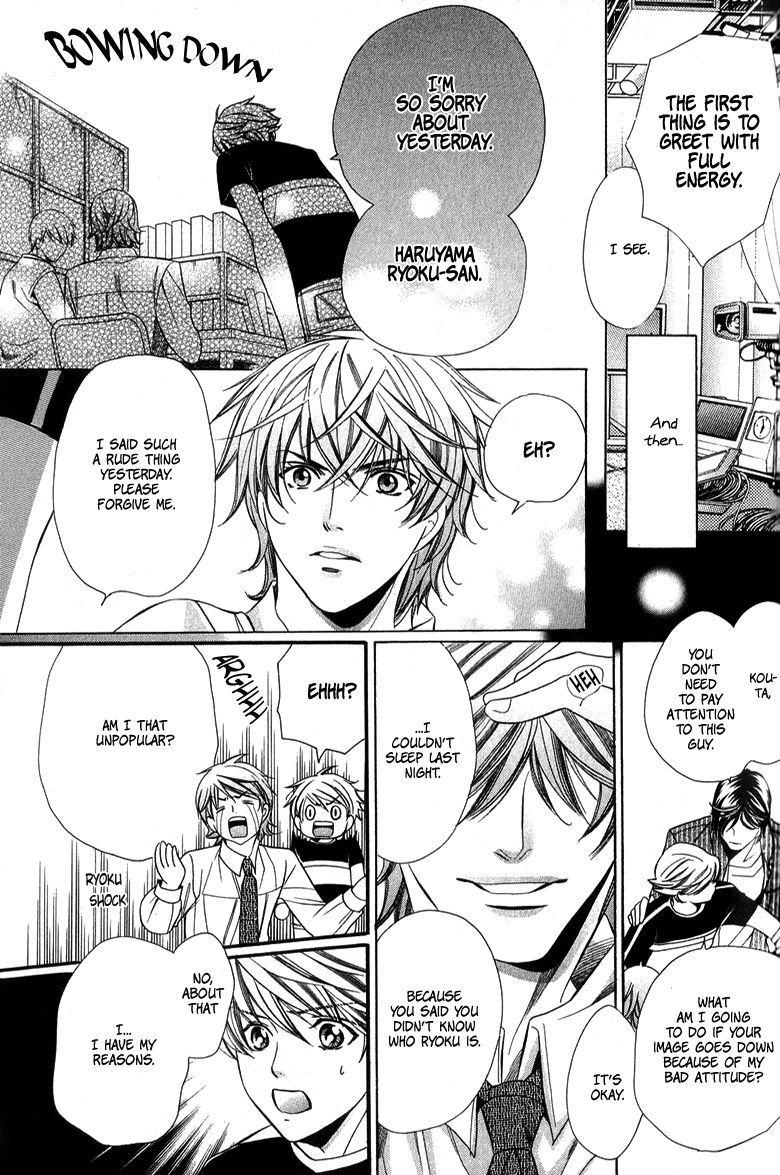 THE FIRST
THING IS TO
GREET WITH
FULL
ENERGY.
I SEE.
And
then...
I'M
SO SORRY
ABOUT
YESTERDAY.
HARUYAMA
RYOKU-SAN.
BOWING DOWN
EH?
I SAID SUCH
A RUDE THING
YESTERDAY.
PLEASE
FORGIVE ME.
KOU-
TA,
YOU
DON'T
NEED
TO PAY
ATTENTION
TO THIS
GUY.
WHAT
AM I GOING
TO DO IF YOUR
IMAGE GOES DOWN
BECAUSE OF MY
BAD ATTITUDE?
IT'S
OKAY.
HEH
...I
COULDN'T
SLEEP LAST
NIGHT.
BECAUSE
YOU SAID YOU
DIDN'T KNOW
WHO RYOKU IS.
EHHH?
ARGHHH
AM I THAT
UNPOPULAR?
RYOKU
SHOCK
NO,
ABOUT
THAT
I...
I HAVE MY
REASONS.